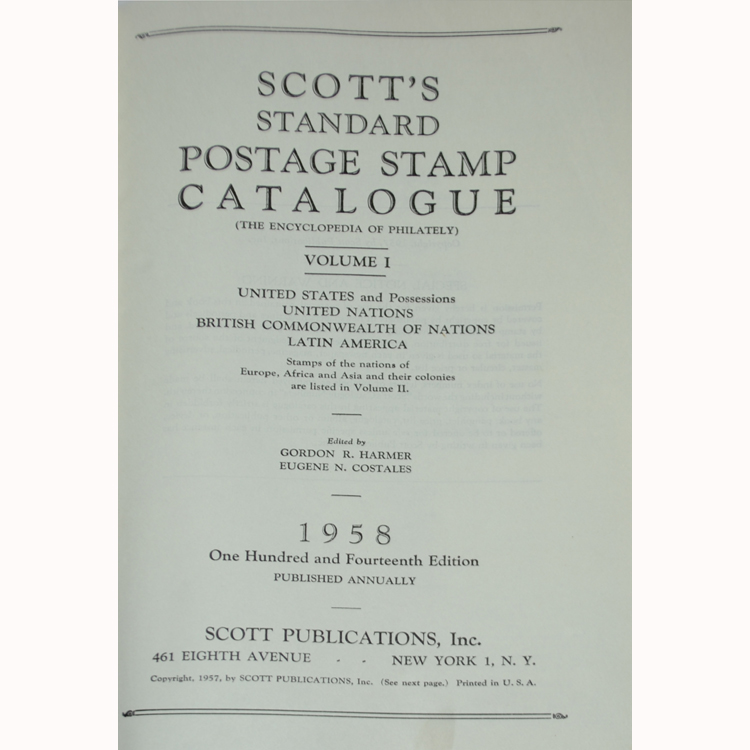 SCOTT'S
STANDARD
POSTAGE STAMP
CATALOGUE
(THE ENCYCLOPEDIA OF PHILATELY)
VOLUME I
UNITED STATES and Possessions
UNITED NATIONS
BRITISH COMMONWEALTH OF NATIONS
LATIN AMERICA
Stamps of the nations of
Europe, Africa and Asia and their colonies
are listed in Volume II.
Edited by
GORDON R. HARMER
EUGENE N. COSTALES
1958
One Hundred and Fourteenth Edition
PUBLISHED ANNUALLY
SCOTT PUBLICATIONS, Inc.
461 EIGHTH AVENUE - - NEW YORK 1, N. Y.
Copyright, 1957, by SCOTT PUBLICATIONS, Inc. (See next page.) Printed in U. S. A.